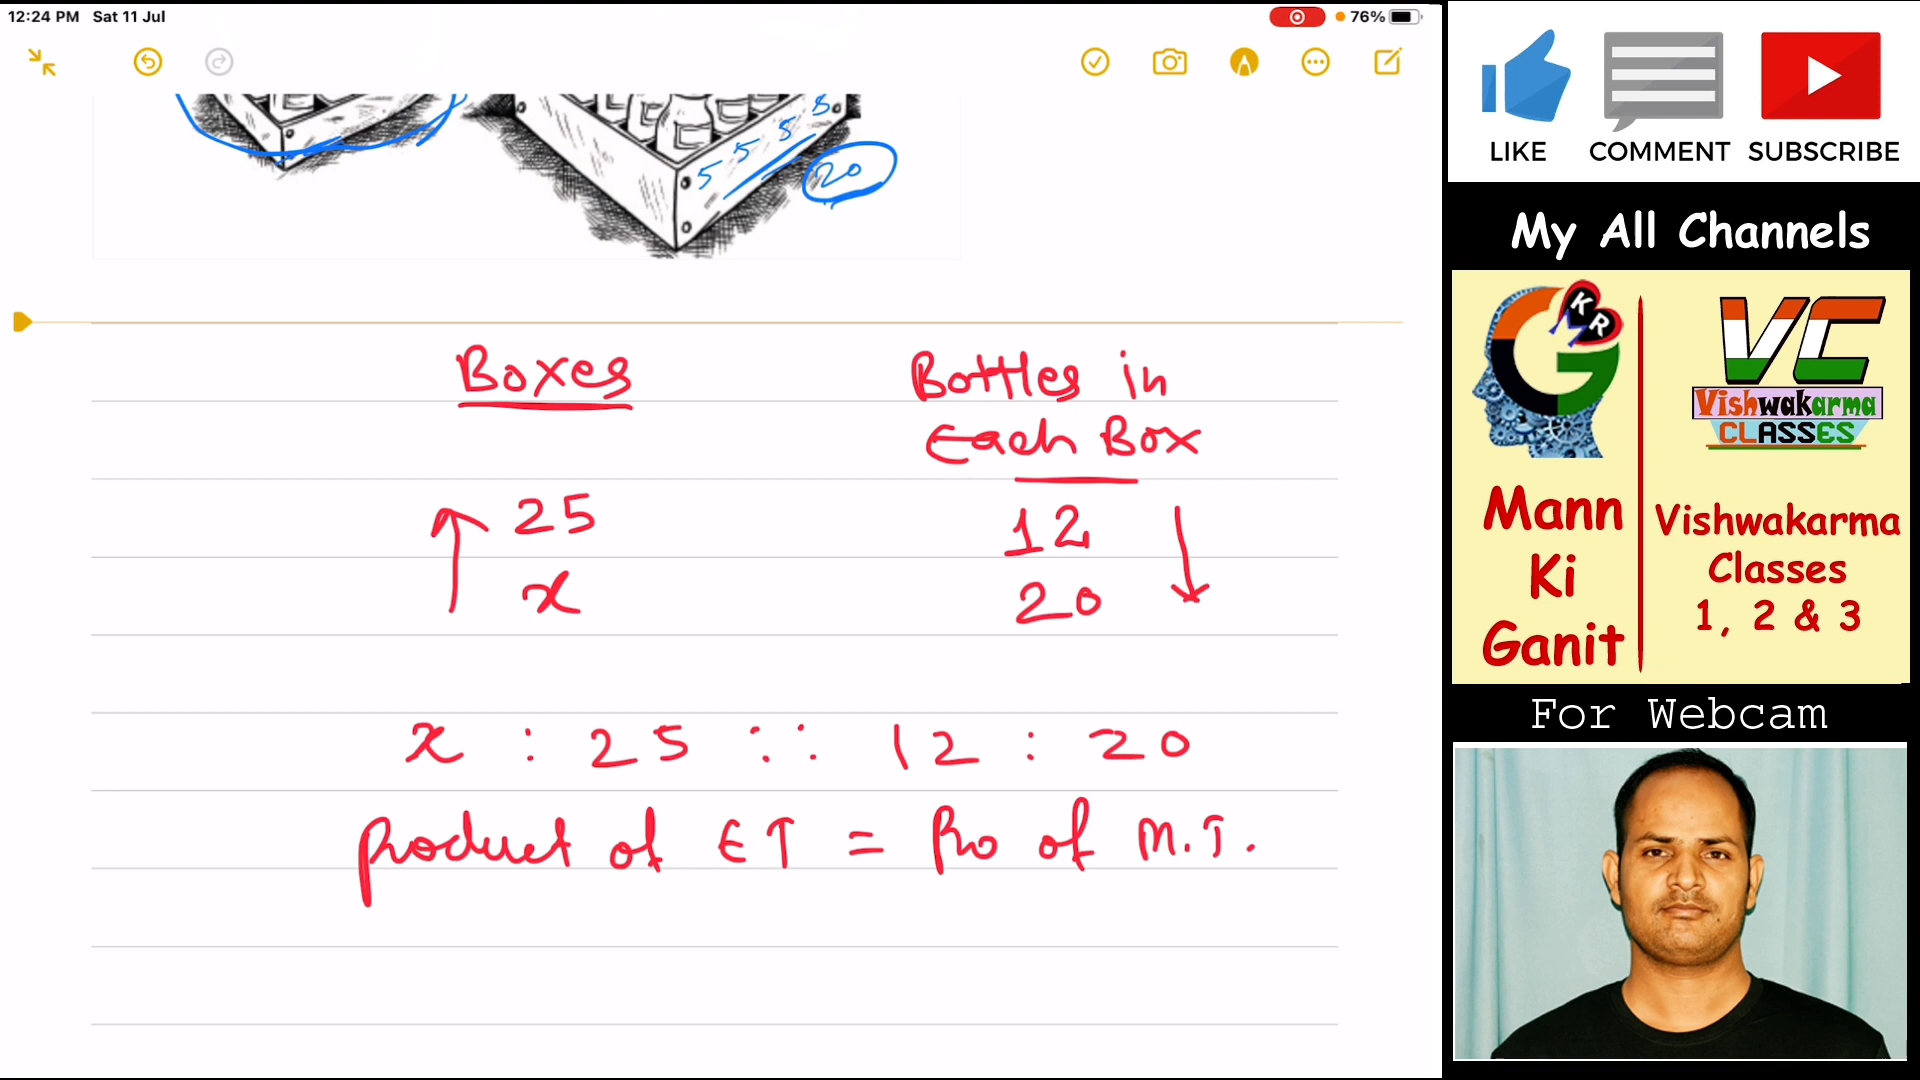 12:24 PM Sat 11 Jul
76%
5 5 5 5
20
Boxes
Bottles in
Each Box
25
12
x
20
x : 25 :: 12 : 20
Product of ET = Pro of M.T.
LIKE COMMENT SUBSCRIBE
My All Channels
G KR
VC
Vishwakarma
CLASSES
Mann
Ki
Ganit
Vishwakarma
Classes
1, 2 & 3
For Webcam